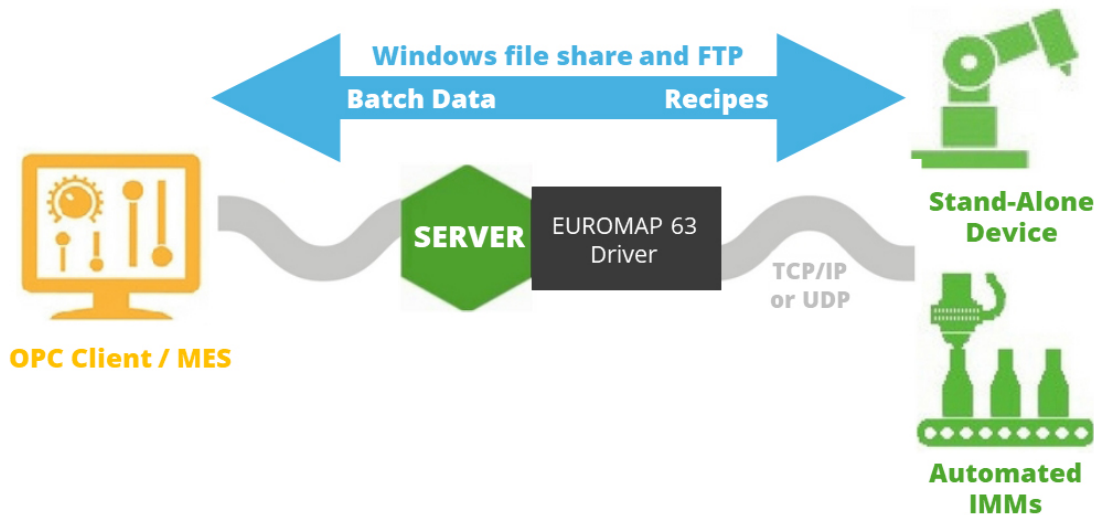 Windows file share and FTP
Batch Data
Recipes
SERVER
EUROMAP 63
Driver
TCP/IP
or UDP
OPC Client / MES
Stand-Alone
Device
Automated
IMMs